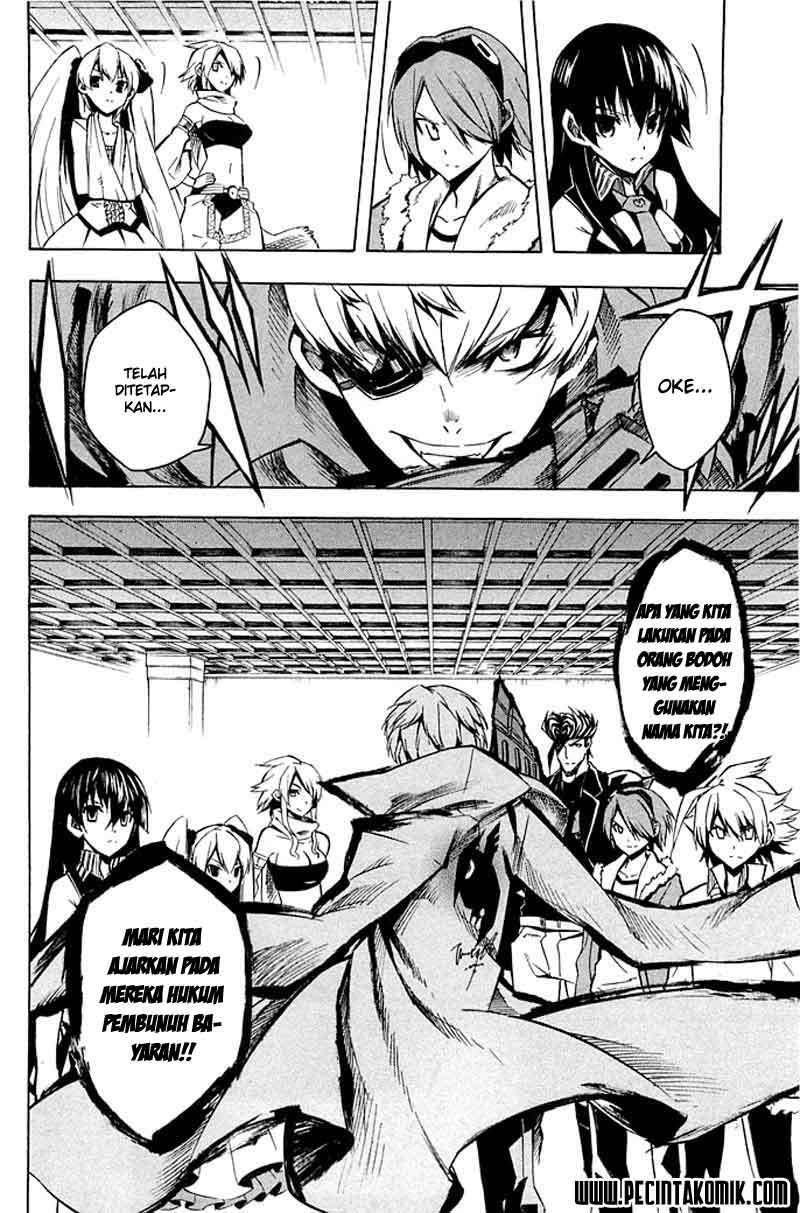 OKE...
TELAH
DITETAP-
KAN...
APA YANG KITA
LAKUKAN PADA
ORANG BODOH
YANG MENG-
GUNAKAN
NAMA KITA?!
MARI KITA
AJARKAN PADA
MEREKA HUKUM
PEMBUNUH BA-
YARAN!!
WWW.PECINTAKOMIK.COM